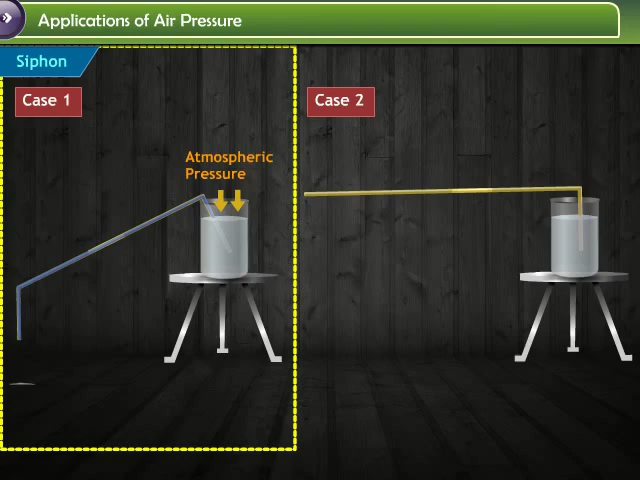 Applications of Air Pressure
Siphon
Case 1
Case 2
Atmospheric
Pressure